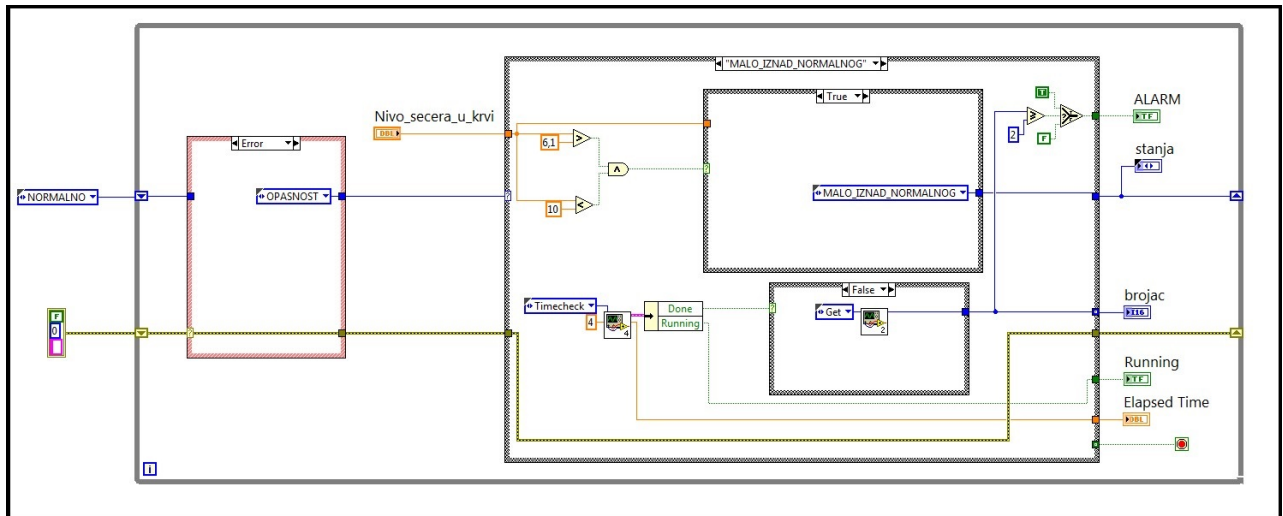 NORMALNO
F
0
Error
OPASNOST
Nivo_secera_u_krvi
DBL
"MALO_IZNAD_NORMALNOG"
6,1
>
10
<
True
MALO_IZNAD_NORMALNOG
Timecheck
4
4
Done
Running
False
Get
2
2
T
F
?
ALARM
TF
stanja
brojac
I16
Running
TF
Elapsed Time
DBL
i